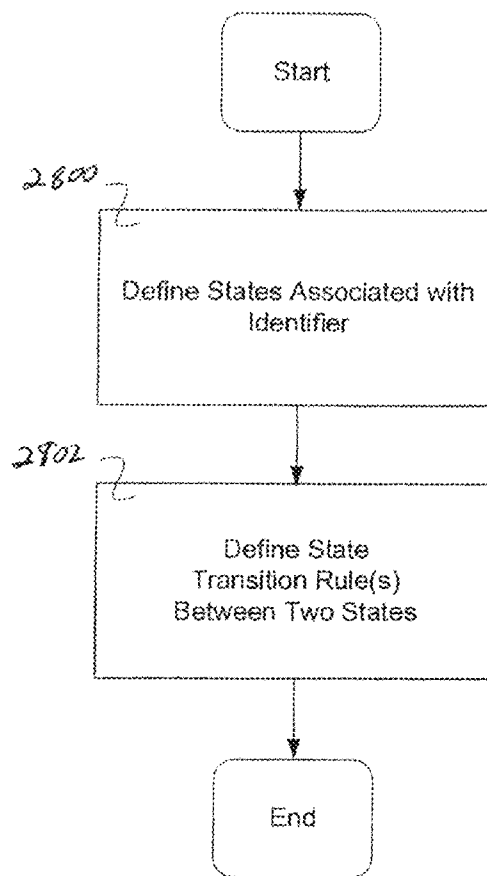 Start
2800
Define States Associated with
Identifier
2802
Define State
Transition Rule(s)
Between Two States
End